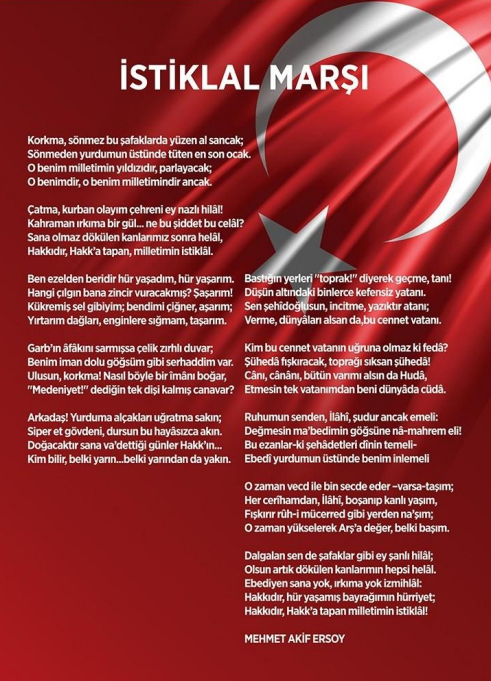 İSTİKLAL MARŞI
Korkma, sönmez bu şafaklarda yüzen al sancak;
Sönmeden yurdumun üstünde tüten en son ocak.
O benim milletimin yıldızıdır, parlayacak;
O benimdir, o benim milletimindir ancak.
Çatma, kurban olayım çehreni ey nazlı hilâl!
Kahraman ırkıma bir gül... ne bu şiddet bu celâl?
Sana olmaz dökülen kanlarımız sonra helâl,
Hakkıdır, Hakk'a tapan, milletimin istiklâl.
Ben ezelden beridir hür yaşadım, hür yaşarım.
Hangi çılgın bana zincir vuracakmış? Şaşarım!
Kükremiş sel gibiyim; bendimi çiğner, aşarım;
Yırtarım dağları, enginlere sığmam, taşarım.
Garb'ın âfâkını sarmışsa çelik zırhlı duvar;
Benim iman dolu göğsüm gibi serhaddim var.
Ulusun, korkma! Nasıl böyle bir îmânı boğar,
"Medeniyet!" dediğin tek dişi kalmış canavar?
Arkadaş! Yurduma alçakları uğratma sakın;
Siper et gövdeni, dursun bu hayâsızca akın.
Doğacaktır sana va'dettiği günler Hakk'ın...
Kim bilir, belki yarın...belki yarından da yakın.
Bastığın yerleri "toprak!" diyerek geçme, tanı!
Düşün altındaki binlerce kefensiz yatanı.
Sen şehîdoğlusun, incitme, yazıktır atanı;
Verme, dünyâları alsan da,bu cennet vatanı.
Kim bu cennet vatanın uğruna olmaz ki fedâ?
Şühedâ fışkıracak, toprağı sıksan şühedâ!
Cânı, cânânı, bütün varımı alsın da Hudâ,
Etmesin tek vatanımdan beni dünyâda cüdâ.
Ruhumun senden, İlâhî, şudur ancak emeli:
Değmesin ma'bedimin göğsüne nâ-mahrem eli!
Bu ezanlar-ki şehâdetleri dînin temeli-
Ebedî yurdumun üstünde benim inlemeli
O zaman vecd ile bin secde eder –varsa-taşım;
Her cerîhamdan, İlâhî, boşanıp kanlı yaşım,
Fışkırır rûh-i mücerred gibi yerden na'şım;
O zaman yükselerek Arş'a değer, belki başım.
Dalgalan sen de şafaklar gibi ey şanlı hilâl;
Olsun artık dökülen kanlarımın hepsi helâl.
Ebediyen sana yok, ırkıma yok izmihlâl:
Hakkıdır, hür yaşamış bayrağımın hürriyet;
Hakkıdır, Hakk'a tapan milletimin istiklâl!
MEHMET AKİF ERSOY